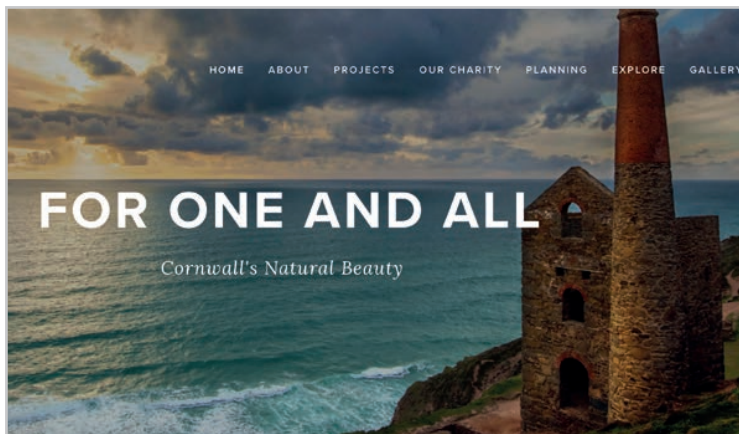 HOME ABOUT PROJECTS OUR CHARITY PLANNING EXPLORE GALLERY
FOR ONE AND ALL
Cornwall's Natural Beauty